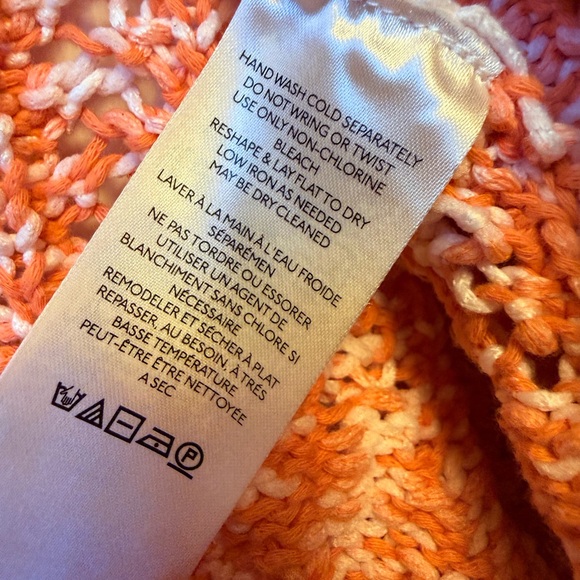 HAND WASH COLD SEPARATELY
DO NOT WRING OR TWIST
USE ONLY NON-CHLORINE
BLEACH
RESHAPE & LAY FLAT TO DRY
LOW IRON AS NEEDED
MAY BE DRY CLEANED
LAVER À LA MAIN À L'EAU FROIDE
SÉPARÉMEN
NE PAS TORDRE OU ESSORER
UTILISER UN AGENT DE
BLANCHIMENT SANS CHLORE SI
NÉCESSAIRE
REMODELER ET SÉCHER À PLAT
REPASSER, AU BESOIN, À TRÉS
BASSE TEMPÉRATURE
PEUT-ÊTRE ÊTRE NETTOYÉE
A SEC
P